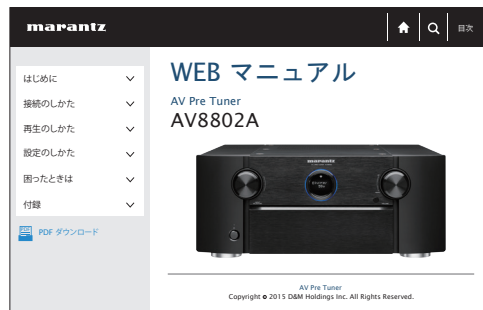 marantz
目次
はじめに
接続のしかた
再生のしかた
設定のしかた
困ったときは
付録
PDF ダウンロード
WEB マニュアル
AV Pre Tuner
AV8802A
marantz
AV Pre Tuner
Copyright © 2015 D&M Holdings Inc. All Rights Reserved.